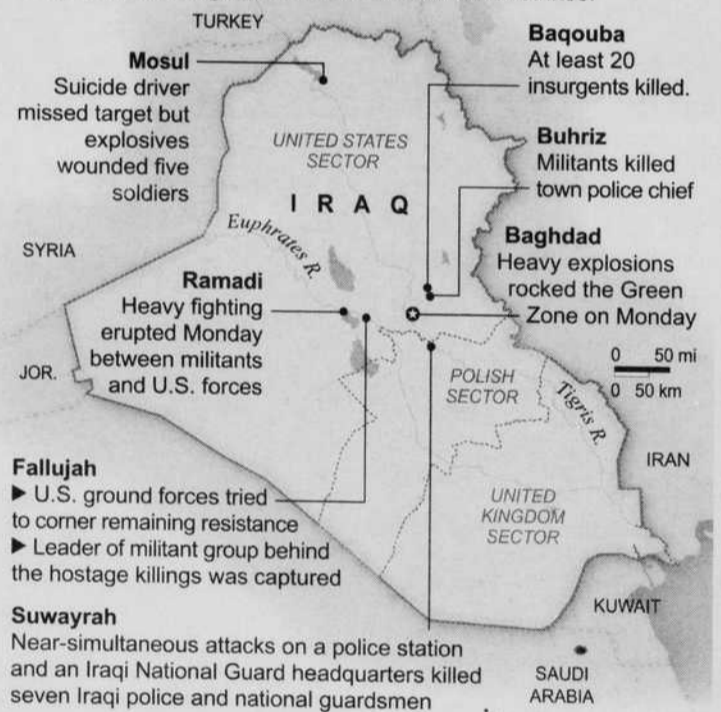 TURKEY
Mosul
Suicide driver
missed target but
explosives
wounded five
soldiers
Baqouba
At least 20
insurgents killed.
UNITED STATES
SECTOR
Buhriz
Militants killed
town police chief
I R A Q
Euphrates R.
SYRIA
Baghdad
Heavy explosions
rocked the Green
Zone on Monday
Ramadi
Heavy fighting
erupted Monday
between militants
and U.S. forces
0 50 mi
0 50 km
JOR.
POLISH
SECTOR
Tigris R.
IRAN
Fallujah
▶ U.S. ground forces tried
to corner remaining resistance
▶ Leader of militant group behind
the hostage killings was captured
UNITED
KINGDOM
SECTOR
KUWAIT
Suwayrah
Near-simultaneous attacks on a police station
and an Iraqi National Guard headquarters killed
seven Iraqi police and national guardsmen
SAUDI
ARABIA